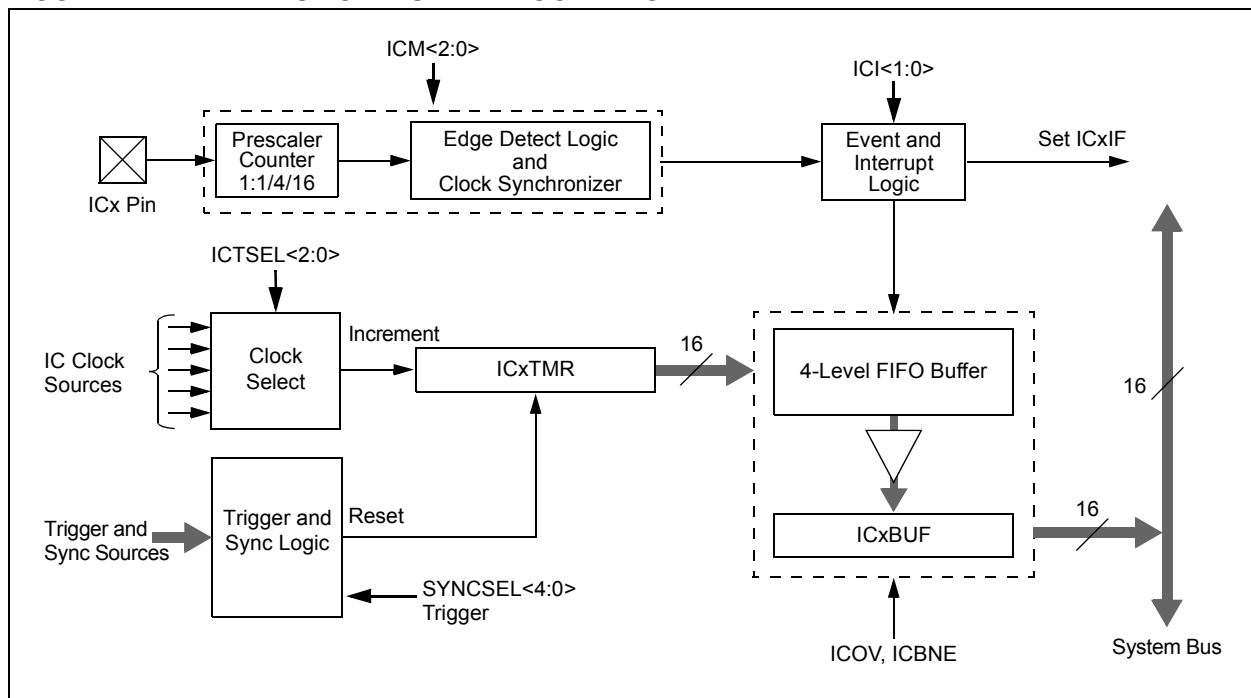 ICM<2:0>
ICI<1:0>
Prescaler
Counter
1:1/4/16
Edge Detect Logic
and
Clock Synchronizer
Event and
Interrupt
Logic
Set ICxIF
ICx Pin
ICTSEL<2:0>
IC Clock
Sources
Clock
Select
Increment
ICxTMR
16
4-Level FIFO Buffer
16
Trigger and
Sync Sources
Trigger and
Sync Logic
Reset
ICxBUF
16
SYNCSEL<4:0>
Trigger
ICOV, ICBNE
System Bus